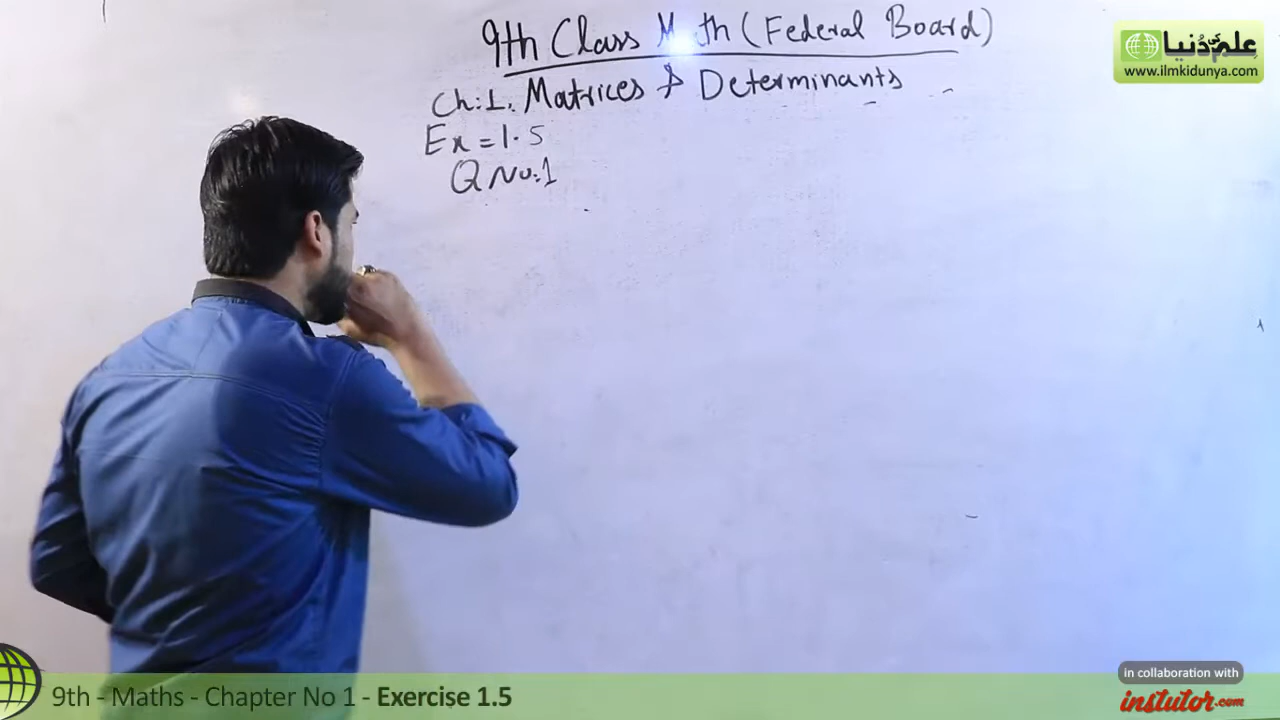 9th Class Math (Federal Board)
Ch:1. Matrices & Determinants
Ex = 1.5
Q No:1
علم کی دنیا
www.ilmkidunya.com
in collaboration with
instutor.com
9th - Maths - Chapter No 1 - Exercise 1.5